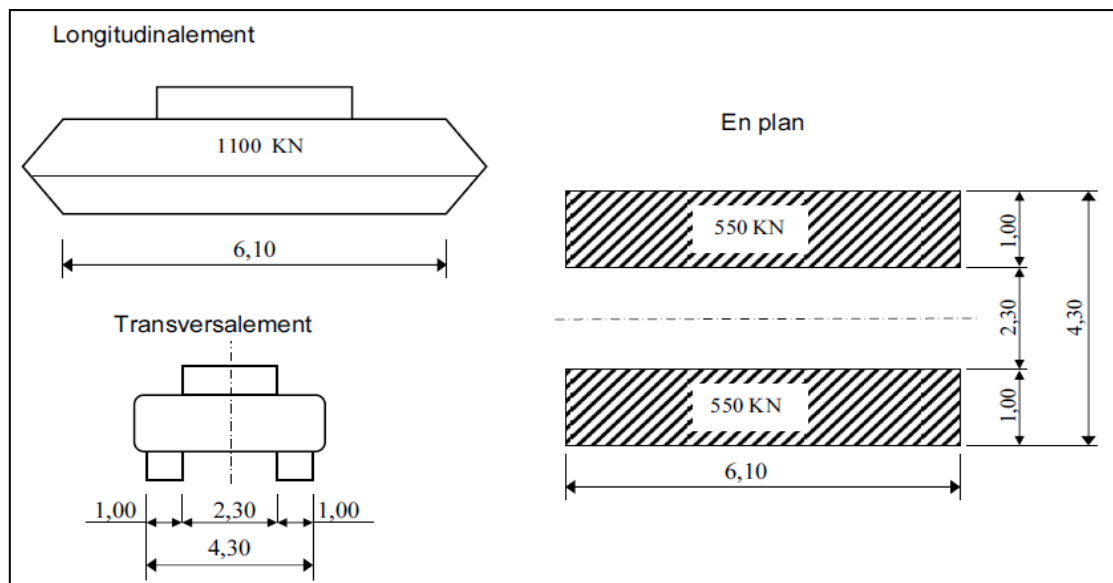 Longitudinalement
1100 KN
6,10
Transversalement
1,00
2,30
1,00
4,30
En plan
550 KN
1,00
2,30
4,30
550 KN
1,00
6,10